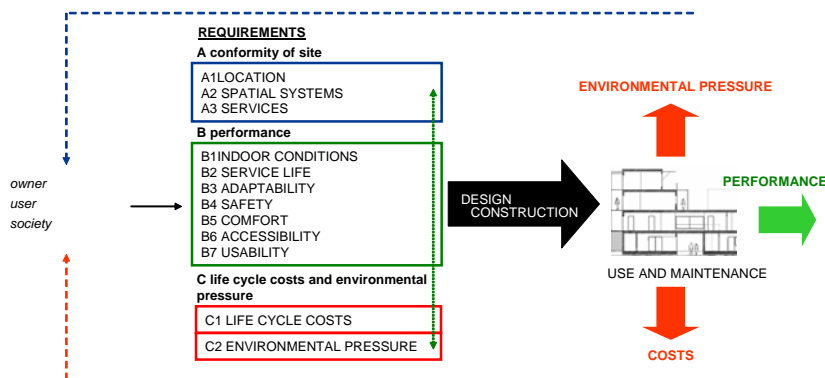 REQUIREMENTS
A conformity of site
A1LOCATION
A2 SPATIAL SYSTEMS
A3 SERVICES
B performance
B1INDOOR CONDITIONS
B2 SERVICE LIFE
B3 ADAPTABILITY
B4 SAFETY
B5 COMFORT
B6 ACCESSIBILITY
B7 USABILITY
C life cycle costs and environmental
pressure
C1 LIFE CYCLE COSTS
C2 ENVIRONMENTAL PRESSURE
owner
user
society
DESIGN
CONSTRUCTION
ENVIRONMENTAL PRESSURE
PERFORMANCE
USE AND MAINTENANCE
COSTS